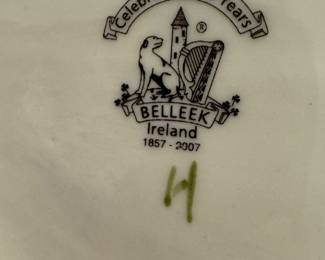 Years
®
BELLEEK
Ireland
1857 - 2007
H